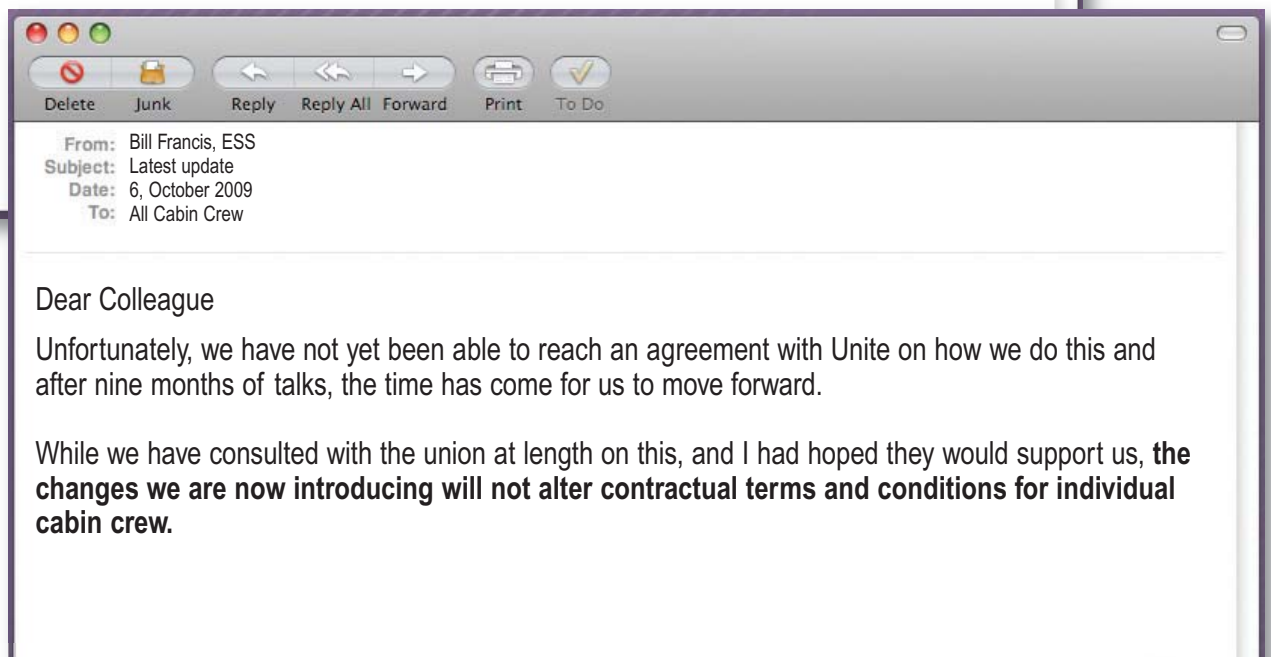 Delete Junk Reply Reply All Forward Print To Do
From: Bill Francis, ESS
Subject: Latest update
Date: 6, October 2009
To: All Cabin Crew
Dear Colleague
Unfortunately, we have not yet been able to reach an agreement with Unite on how we do this and
after nine months of talks, the time has come for us to move forward.
While we have consulted with the union at length on this, and I had hoped they would support us, the
changes we are now introducing will not alter contractual terms and conditions for individual
cabin crew.